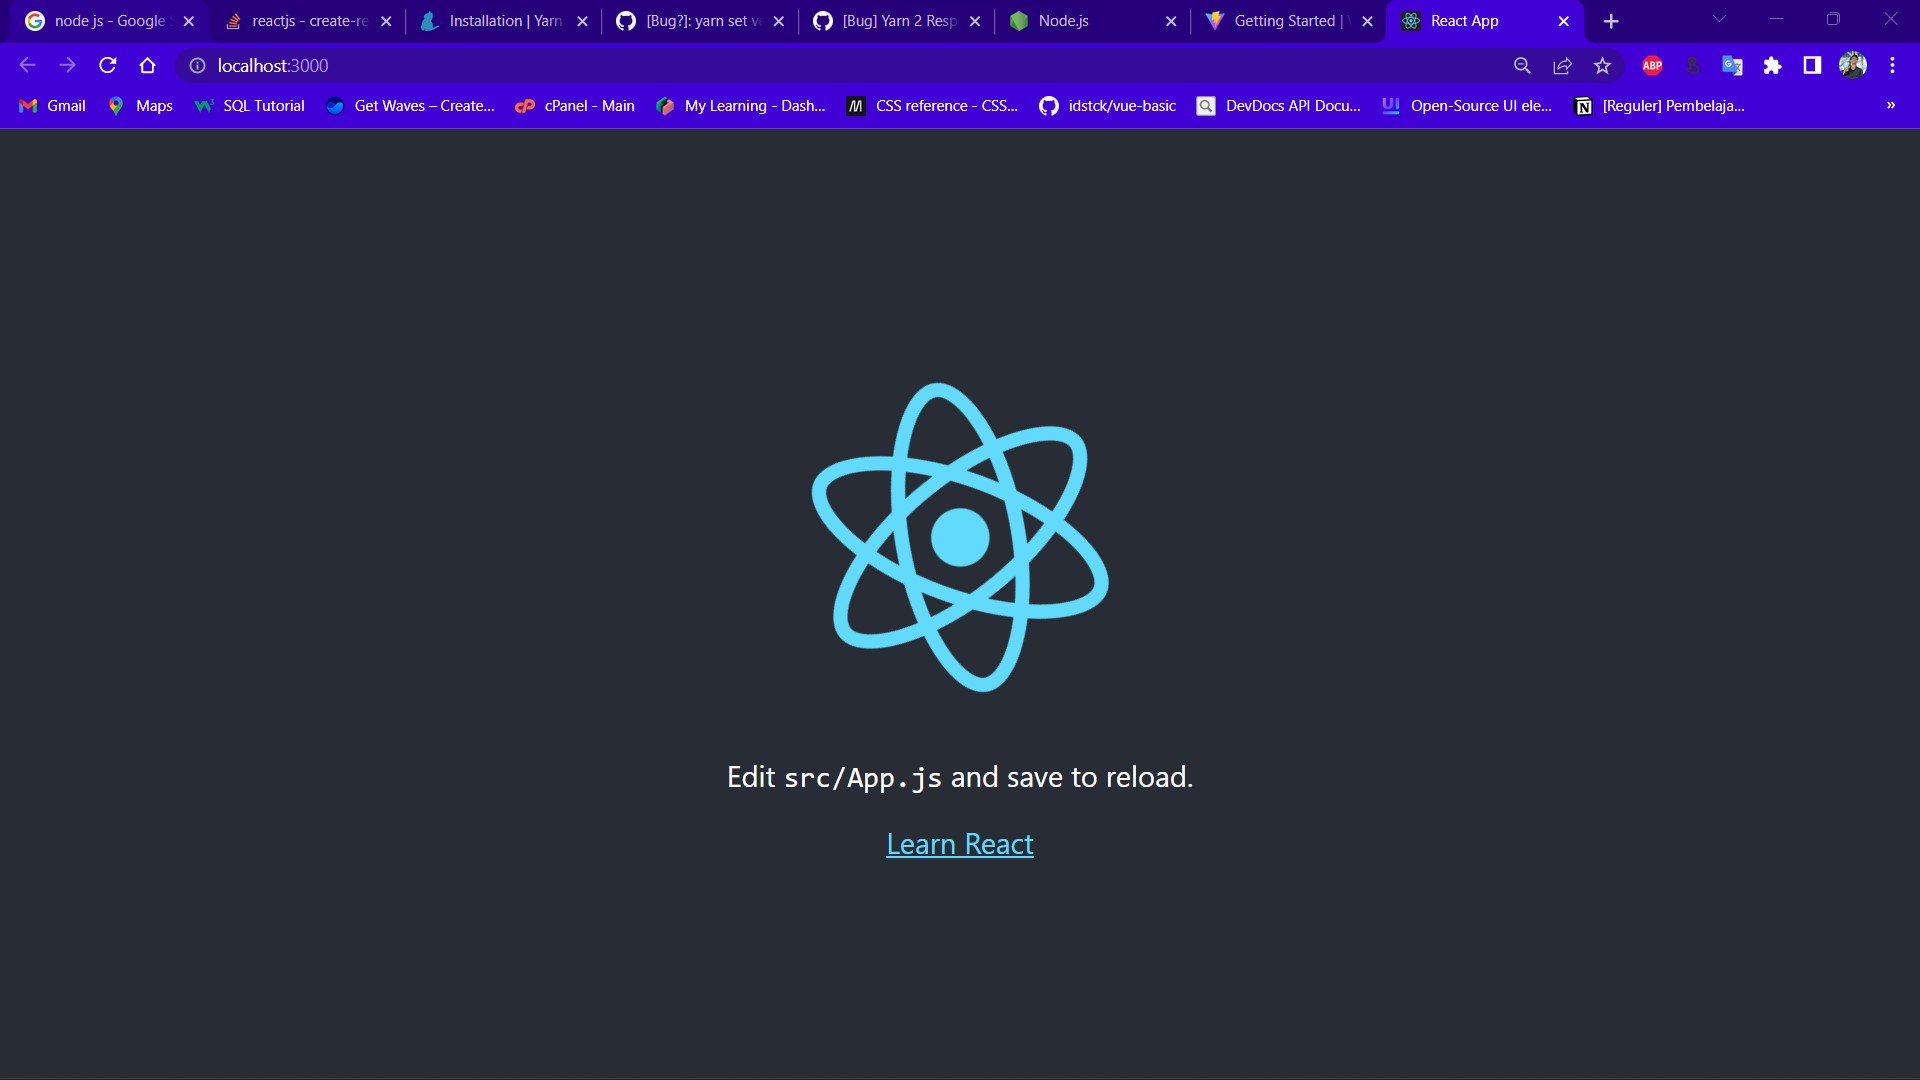 node js - Google
reactjs - create-re
Installation | Yarn
[Bug?]: yarn set ve
[Bug] Yarn 2 Resp
Node.js
Getting Started |
React App
localhost:3000
ABP
Gmail
Maps
SQL Tutorial
Get Waves – Create...
cPanel - Main
My Learning - Dash...
CSS reference - CSS...
idstck/vue-basic
DevDocs API Docu...
Open-Source UI ele...
[Reguler] Pembelaja...
»
Edit src/App.js and save to reload.
Learn React